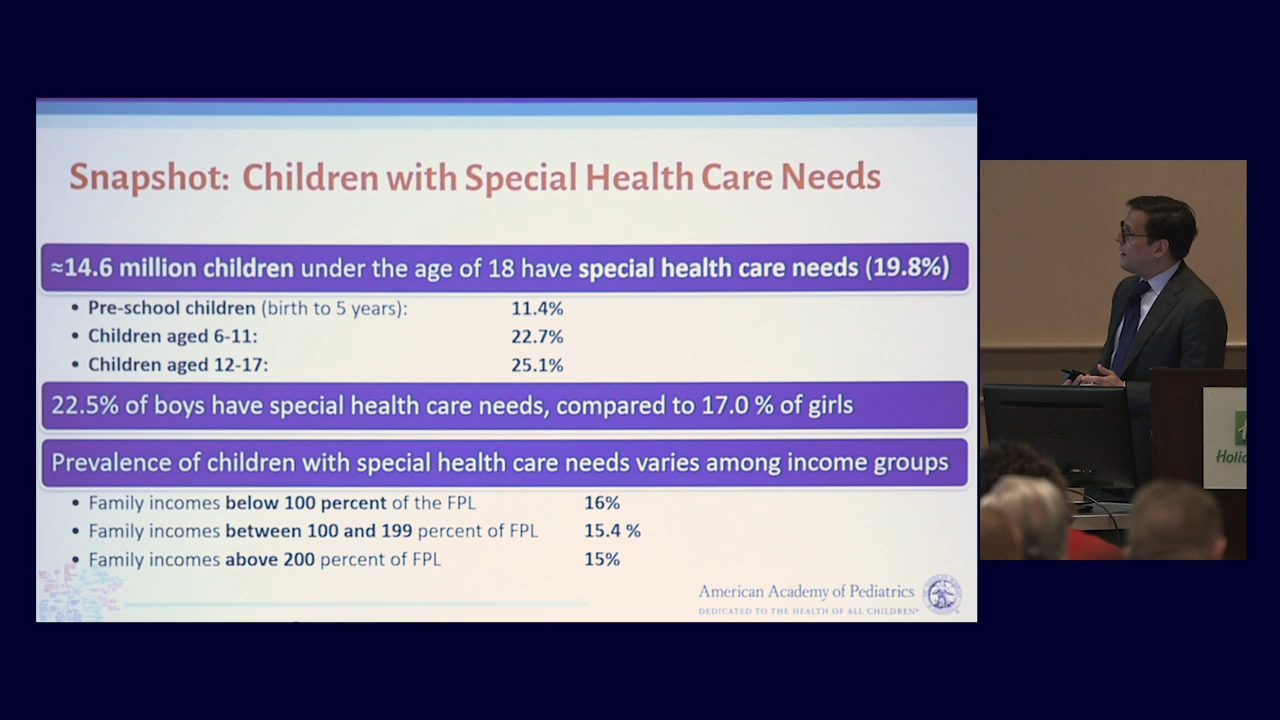 Snapshot: Children with Special Health Care Needs
≈14.6 million children under the age of 18 have special health care needs (19.8%)
• Pre-school children (birth to 5 years): 11.4%
• Children aged 6-11: 22.7%
• Children aged 12-17: 25.1%
22.5% of boys have special health care needs, compared to 17.0 % of girls
Prevalence of children with special health care needs varies among income groups
• Family incomes below 100 percent of the FPL 16%
• Family incomes between 100 and 199 percent of FPL 15.4 %
• Family incomes above 200 percent of FPL 15%
American Academy of Pediatrics
DEDICATED TO THE HEALTH OF ALL CHILDREN®